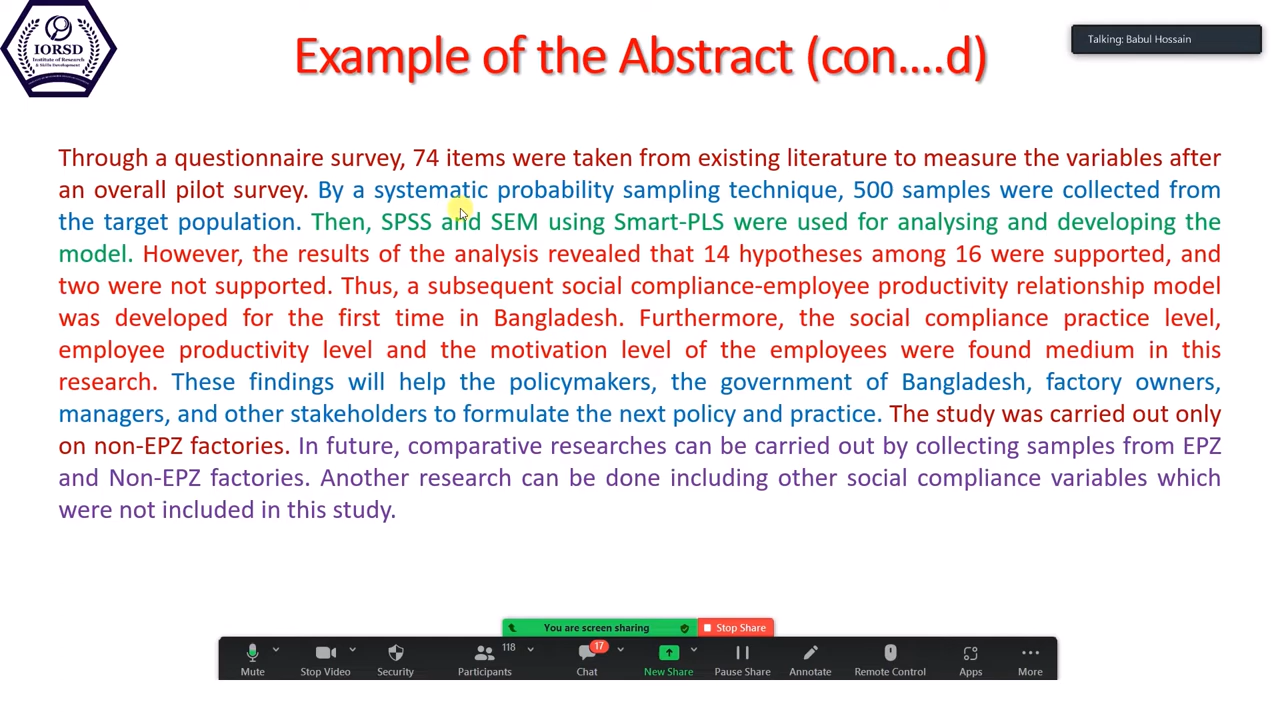 IORSD
Institute of Research
& Skills Development
Example of the Abstract (con....d)
Talking: Babul Hossain
Through a questionnaire survey, 74 items were taken from existing literature to measure the variables after
an overall pilot survey. By a systematic probability sampling technique, 500 samples were collected from
the target population. Then, SPSS and SEM using Smart-PLS were used for analysing and developing the
model. However, the results of the analysis revealed that 14 hypotheses among 16 were supported, and
two were not supported. Thus, a subsequent social compliance-employee productivity relationship model
was developed for the first time in Bangladesh. Furthermore, the social compliance practice level,
employee productivity level and the motivation level of the employees were found medium in this
research. These findings will help the policymakers, the government of Bangladesh, factory owners,
managers, and other stakeholders to formulate the next policy and practice. The study was carried out only
on non-EPZ factories. In future, comparative researches can be carried out by collecting samples from EPZ
and Non-EPZ factories. Another research can be done including other social compliance variables which
were not included in this study.
You are screen sharing
Stop Share
118
17
Mute
Stop Video
Security
Participants
Chat
New Share
Pause Share
Annotate
Remote Control
Apps
More